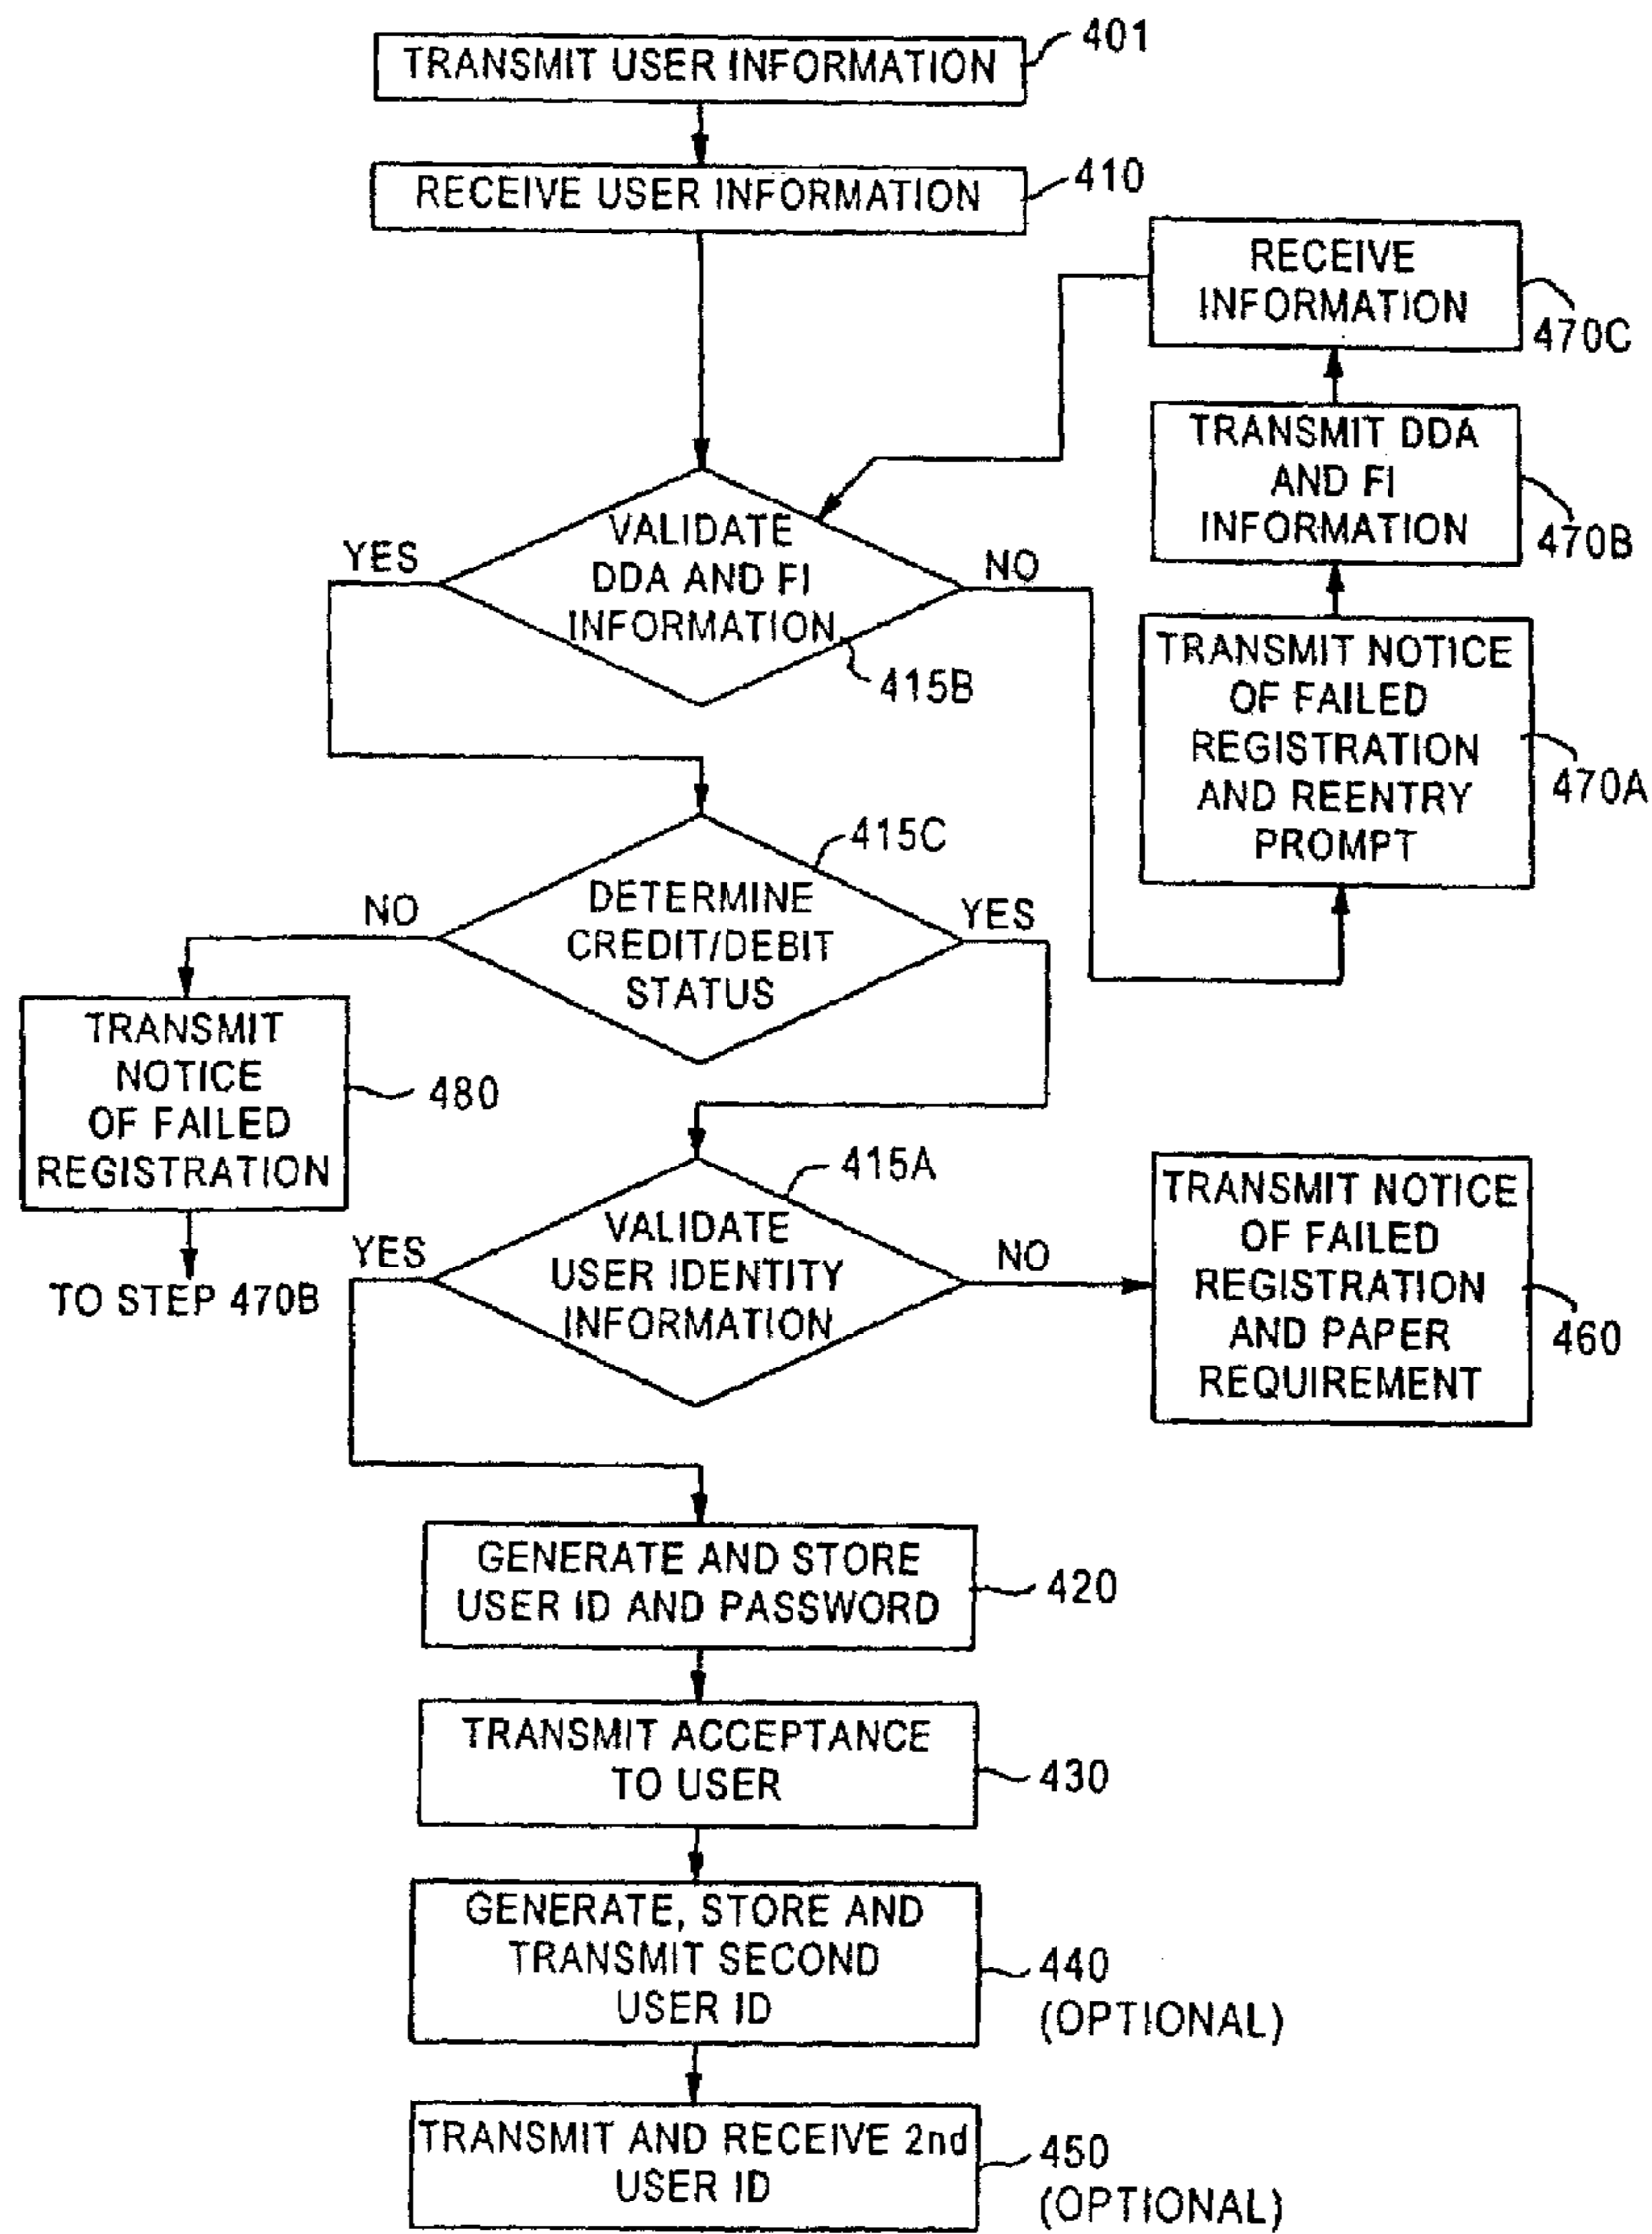 TRANSMIT USER INFORMATION
401
RECEIVE USER INFORMATION
410
RECEIVE
INFORMATION
470C
TRANSMIT DDA
AND FI
INFORMATION
470B
TRANSMIT NOTICE
OF FAILED
REGISTRATION
AND REENTRY
PROMPT
470A
YES
VALIDATE
DDA AND FI
INFORMATION
NO
415B
415C
NO
DETERMINE
CREDIT/DEBIT
STATUS
YES
TRANSMIT
NOTICE
OF FAILED
REGISTRATION
480
TO STEP 470B
415A
YES
VALIDATE
USER IDENTITY
INFORMATION
NO
TRANSMIT NOTICE
OF FAILED
REGISTRATION
AND PAPER
REQUIREMENT
460
GENERATE AND STORE
USER ID AND PASSWORD
420
TRANSMIT ACCEPTANCE
TO USER
430
GENERATE, STORE AND
TRANSMIT SECOND
USER ID
440
(OPTIONAL)
TRANSMIT AND RECEIVE 2nd
USER ID
450
(OPTIONAL)